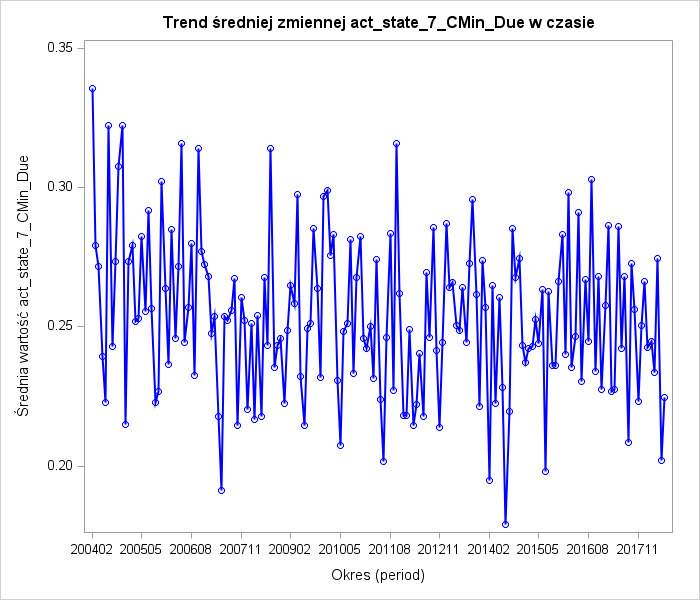 Trend średniej zmiennej act_state_7_CMin_Due w czasie
Średnia wartość act_state_7_CMin_Due
0.35
0.30
0.25
0.20
200402 200505 200608 200711 200902 201005 201108 201211 201402 201505 201608 201711
Okres (period)